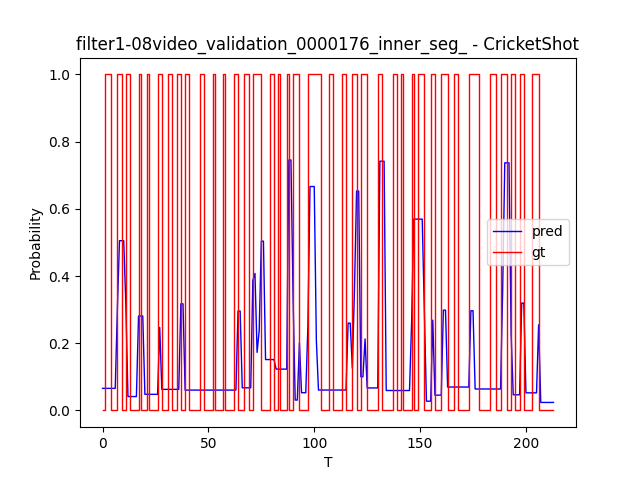 filter1-08video_validation_0000176_inner_seg_ - CricketShot
1.0
0.8
0.6
0.4
0.2
0.0
Probability
pred
gt
0
50
100
150
200
T